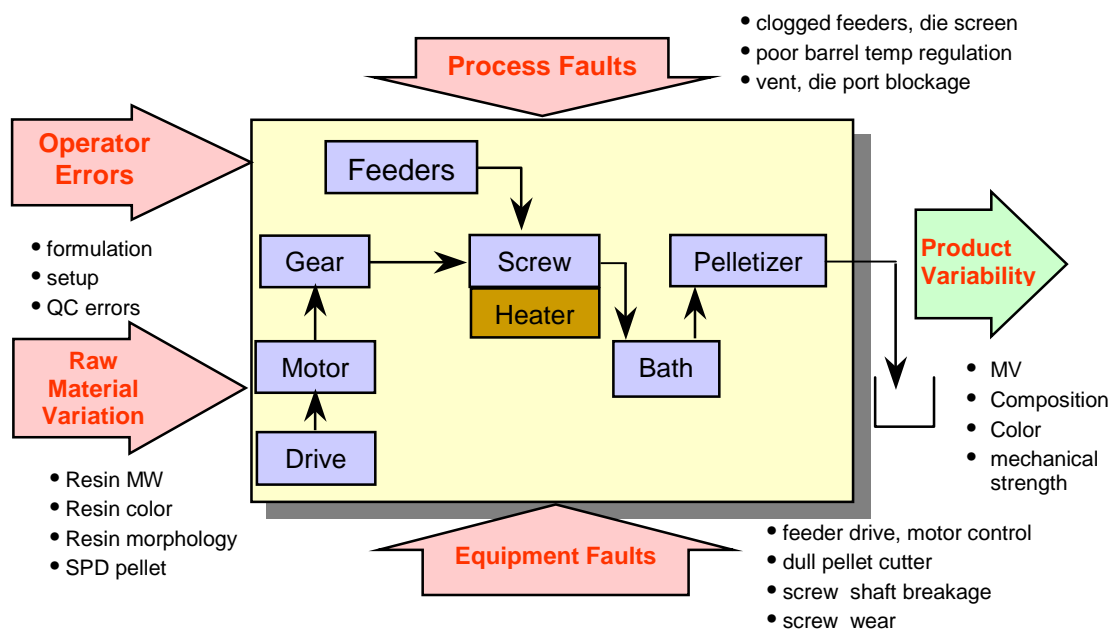 • clogged feeders, die screen
• poor barrel temp regulation
• vent, die port blockage
Process Faults
Operator
Errors
• formulation
• setup
• QC errors
Raw
Material
Variation
• Resin MW
• Resin color
• Resin morphology
• SPD pellet
Feeders
Gear
Screw
Heater
Pelletizer
Motor
Bath
Drive
Product
Variability
• MV
• Composition
• Color
• mechanical
strength
Equipment Faults
• feeder drive, motor control
• dull pellet cutter
• screw shaft breakage
• screw wear